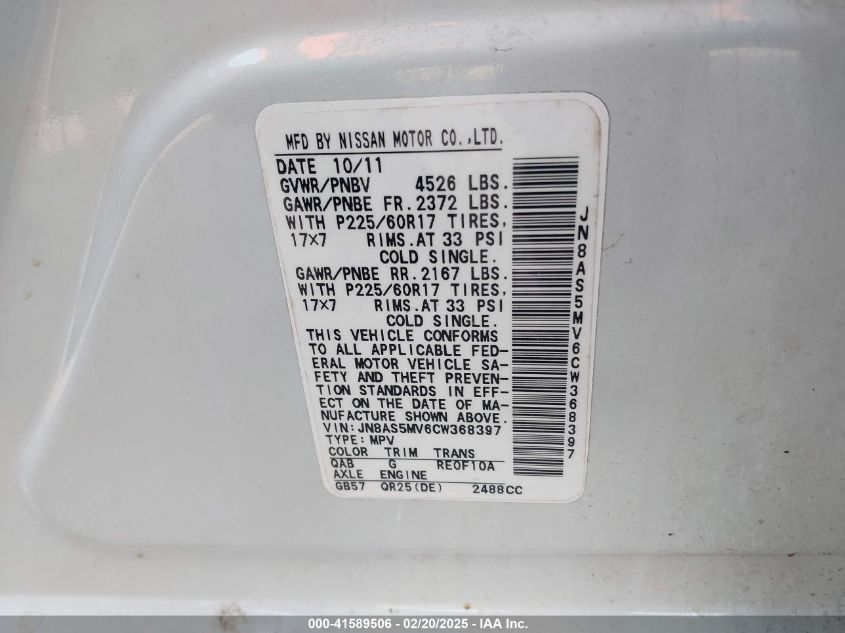 MFD BY NISSAN MOTOR CO.,LTD.
DATE 10/11
GVWR/PNBV 4526 LBS.
GAWR/PNBE FR.2372 LBS.
WITH P225/60R17 TIRES,
17X7 RIMS.AT 33 PSI
COLD SINGLE.
GAWR/PNBE RR.2167 LBS.
WITH P225/60R17 TIRES,
17X7 RIMS.AT 33 PSI
COLD SINGLE.
THIS VEHICLE CONFORMS
TO ALL APPLICABLE FED-
ERAL MOTOR VEHICLE SA-
FETY AND THEFT PREVEN-
TION STANDARDS IN EFF-
ECT ON THE DATE OF MA-
NUFACTURE SHOWN ABOVE.
VIN:JN8AS5MV6CW368397
TYPE:MPV
COLOR TRIM TRANS
QAB G RE0F10A
AXLE ENGINE
GB57 QR25(DE) 2488CC
JN8AS5MV6CW368397
000-41589506 - 02/20/2025 - IAA Inc.